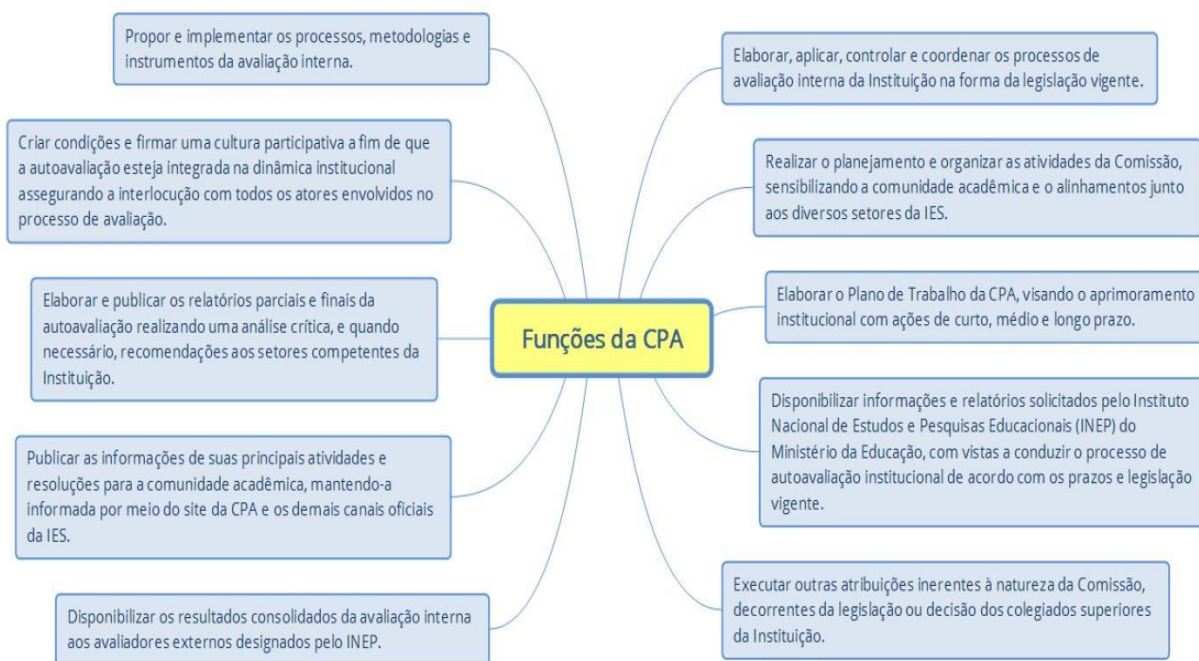 Propor e implementar os processos, metodologias e
instrumentos da avaliação interna.
Criar condições e firmar uma cultura participativa a fim de que
a autoavaliação esteja integrada na dinâmica institucional
assegurando a interlocução com todos os atores envolvidos no
processo de avaliação.
Elaborar e publicar os relatórios parciais e finais da
autoavaliação realizando uma análise crítica, e quando
necessário, recomendações aos setores competentes da
Instituição.
Publicar as informações de suas principais atividades e
resoluções para a comunidade acadêmica, mantendo-a
informada por meio do site da CPA e os demais canais oficiais
da IES.
Disponibilizar os resultados consolidados da avaliação interna
aos avaliadores externos designados pelo INEP.
Funções da CPA
Elaborar, aplicar, controlar e coordenar os processos de
avaliação interna da Instituição na forma da legislação vigente.
Realizar o planejamento e organizar as atividades da Comissão,
sensibilizando a comunidade acadêmica e o alinhamentos junto
aos diversos setores da IES.
Elaborar o Plano de Trabalho da CPA, visando o aprimoramento
institucional com ações de curto, médio e longo prazo.
Disponibilizar informações e relatórios solicitados pelo Instituto
Nacional de Estudos e Pesquisas Educacionais (INEP) do
Ministério da Educação, com vistas a conduzir o processo de
autoavaliação institucional de acordo com os prazos e legislação
vigente.
Executar outras atribuições inerentes à natureza da Comissão,
decorrentes da legislação ou decisão dos colegiados superiores
da Instituição.